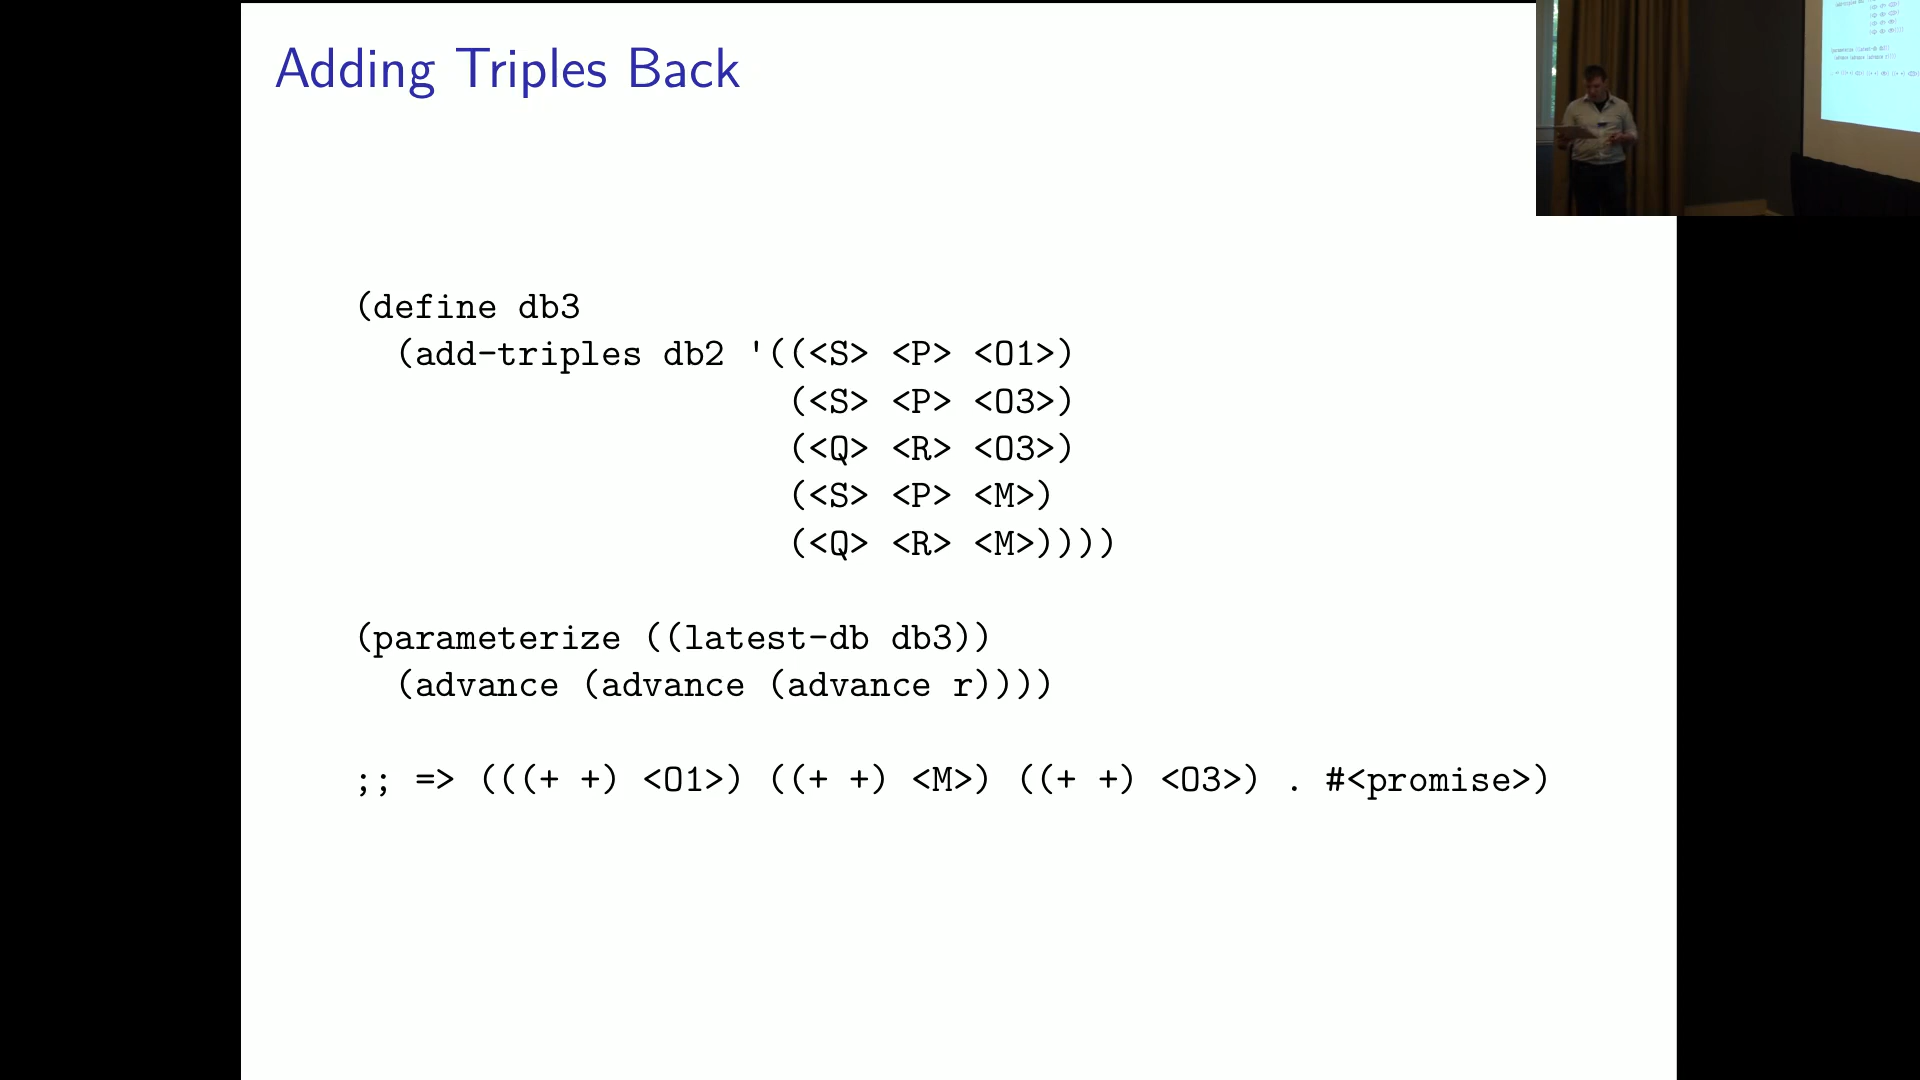 Adding Triples Back
(define db3
(add-triples db2 '((<S> <P> <O1>)
(<S> <P> <O3>)
(<Q> <R> <O3>)
(<S> <P> <M>)
(<Q> <R> <M>))))
(parameterize ((latest-db db3))
(advance (advance (advance r))))
;; => (((+ +) <O1>) ((+ +) <M>) ((+ +) <O3>) . #<promise>)